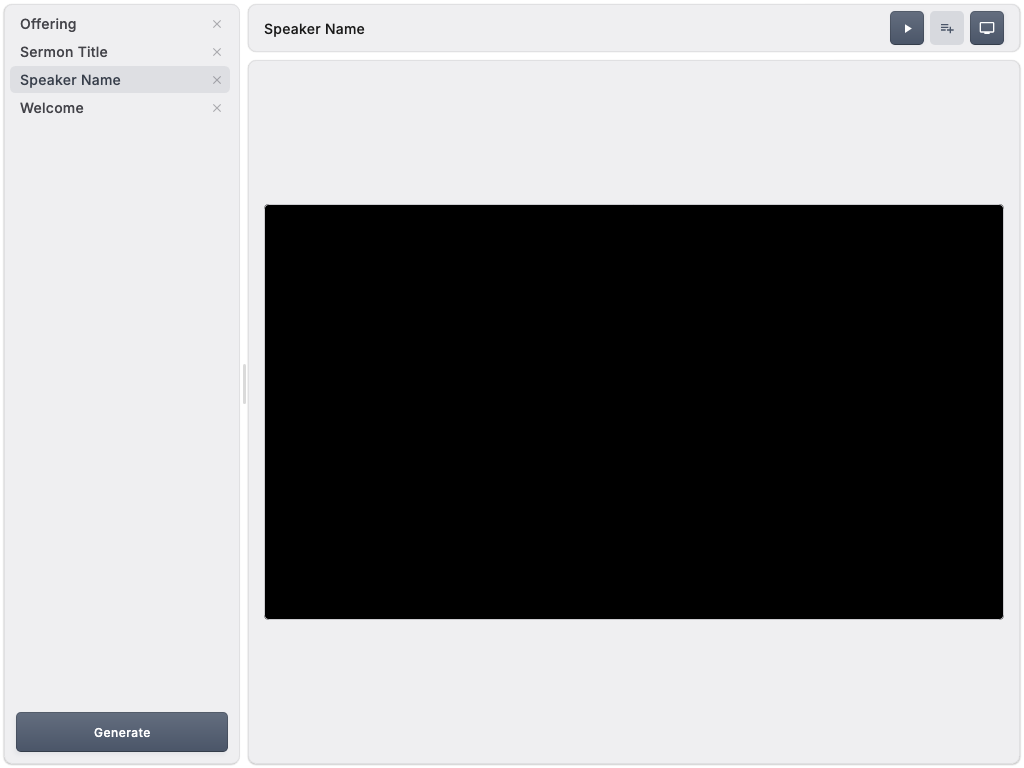 Offering
Sermon Title
Speaker Name
Welcome
Generate
Speaker Name